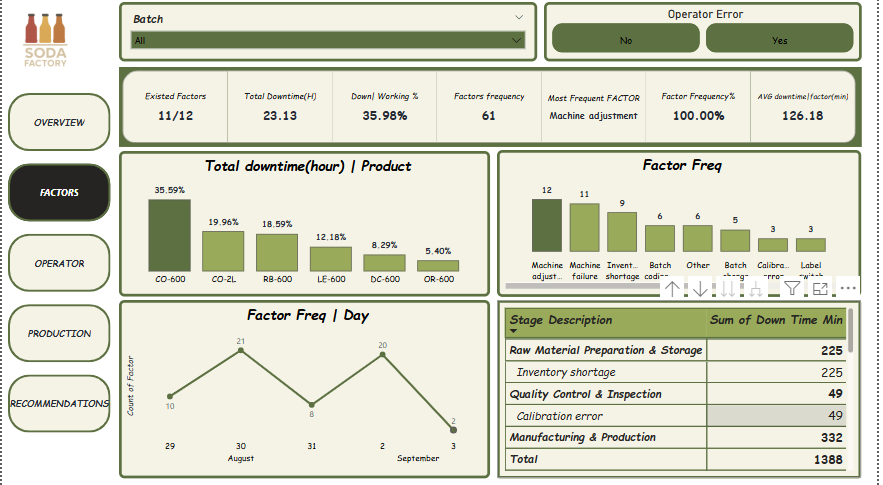 SODA
FACTORY
OVERVIEW
FACTORS
OPERATOR
PRODUCTION
RECOMMENDATIONS
Batch
All
Operator Error
No
Yes
Existed Factors
11/12
Total Downtime(H)
23.13
Down| Working %
35.98%
Factors frequency
61
Most Frequent FACTOR
Machine adjustment
Factor Frequency%
100.00%
AVG downtime|factor(min)
126.18
Total downtime(hour) | Product
35.59%
19.96%
18.59%
12.18%
8.29%
5.40%
CO-600
CO-2L
RB-600
LE-600
DC-600
OR-600
Factor Freq
12
11
9
6
6
5
3
3
Machine adjust...
Machine failure
Invent... shortage
Batch
Other
Batch
Calibra...
Label
Factor Freq | Day
Count of Factor
10
21
8
20
2
29
30
31
2
3
August
September
Stage Description
Sum of Down Time Min
Raw Material Preparation & Storage
225
Inventory shortage
225
Quality Control & Inspection
49
Calibration error
49
Manufacturing & Production
332
Total
1388